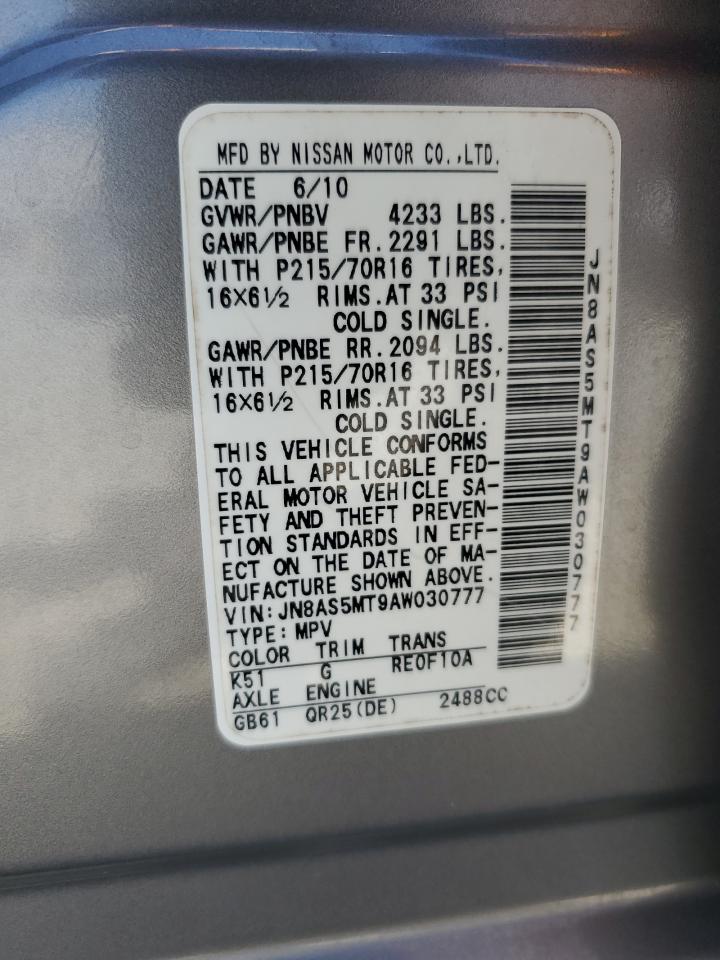 MFD BY NISSAN MOTOR CO.,LTD.
DATE 6/10
GVWR/PNBV 4233 LBS.
GAWR/PNBE FR.2291 LBS.
WITH P215/70R16 TIRES,
16X6½ RIMS.AT 33 PSI
COLD SINGLE.
GAWR/PNBE RR.2094 LBS.
WITH P215/70R16 TIRES,
16X6½ RIMS.AT 33 PSI
COLD SINGLE.
THIS VEHICLE CONFORMS
TO ALL APPLICABLE FED-
ERAL MOTOR VEHICLE SA-
FETY AND THEFT PREVEN-
TION STANDARDS IN EFF-
ECT ON THE DATE OF MA-
NUFACTURE SHOWN ABOVE.
VIN:JN8AS5MT9AW030777
TYPE:MPV
COLOR TRIM TRANS
K51 G RE0F10A
AXLE ENGINE
GB61 QR25(DE) 2488CC
JN8AS5MT9AW030777